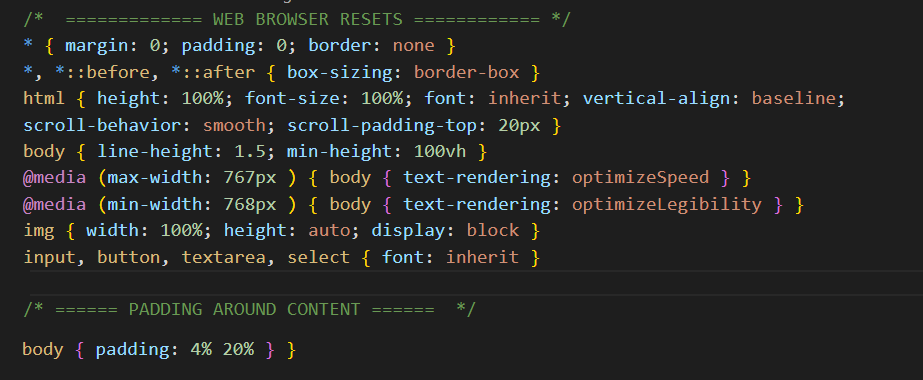 /*  ============= WEB BROWSER RESETS ============ */
* { margin: 0; padding: 0; border: none }
*, *::before, *::after { box-sizing: border-box }
html { height: 100%; font-size: 100%; font: inherit; vertical-align: baseline;
scroll-behavior: smooth; scroll-padding-top: 20px }
body { line-height: 1.5; min-height: 100vh }
@media (max-width: 767px ) { body { text-rendering: optimizeSpeed } }
@media (min-width: 768px ) { body { text-rendering: optimizeLegibility } }
img { width: 100%; height: auto; display: block }
input, button, textarea, select { font: inherit }
/* ====== PADDING AROUND CONTENT ======  */
body { padding: 4% 20% } }